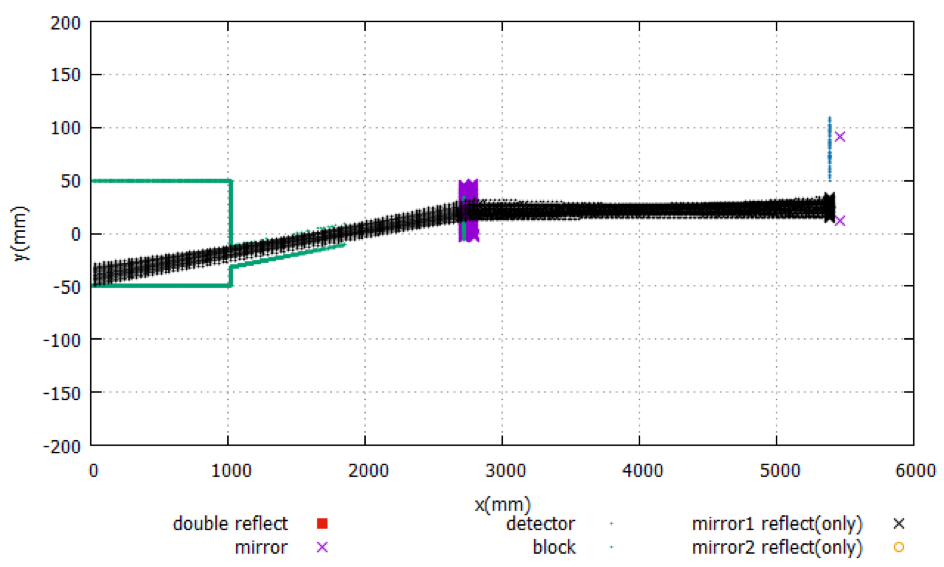 200
150
100
50
0
-50
-100
-150
-200
y(mm)
0 1000 2000 3000 4000 5000 6000
x(mm)
double reflect detector mirror1 reflect(only)
mirror block mirror2 reflect(only)